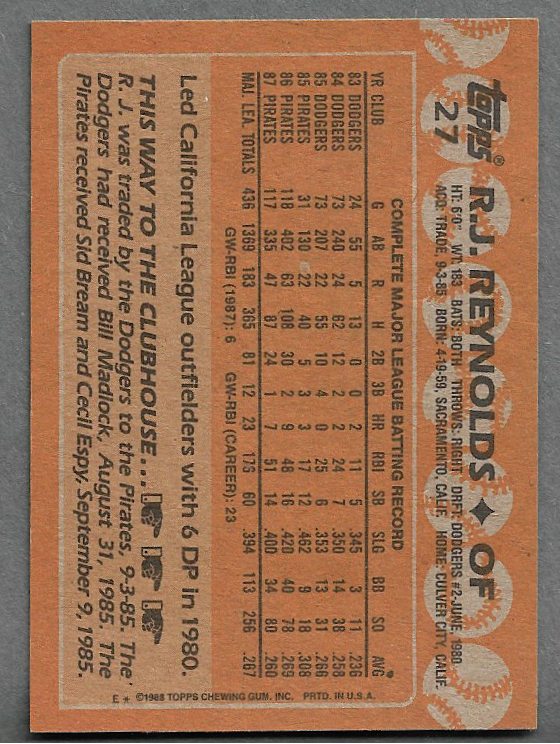 topps®
27
R.J. REYNOLDS ✦ OF
HT: 6'0" WT: 183 BATS: BOTH THROWS: RIGHT DRFT: DODGERS #2-JUNE, 1980
ACQ: TRADE, 9-3-85 BORN: 4-19-59, SACRAMENTO, CALIF. HOME: CULVER CITY, CALIF.
COMPLETE MAJOR LEAGUE BATTING RECORD
YR CLUB G AB R H 2B 3B HR RBI SB SLG BB SO AVG
83 DODGERS 24 55 5 13 0 0 2 11 5 .345 3 11 .236
84 DODGERS 73 240 24 62 12 2 2 24 7 .350 14 38 .258
85 DODGERS 73 207 22 55 10 4 0 25 6 .353 13 31 .266
85 PIRATES 31 130 22 40 5 3 3 17 12 .462 9 18 .308
86 PIRATES 118 402 63 108 30 2 9 48 16 .420 40 78 .269
87 PIRATES 117 335 47 87 24 1 7 51 14 .400 34 80 .260
MAJ. LEA. TOTALS 436 1369 183 365 81 12 23 176 60 .394 113 256 .267
GW-RBI (1987): 6 GW-RBI (CAREER): 23
Led California League outfielders with 6 DP in 1980.
THIS WAY TO THE CLUBHOUSE . . .
R. J. was traded by the Dodgers to the Pirates, 9-3-85. The
Dodgers had received Bill Madlock, August 31, 1985. The
Pirates received Sid Bream and Cecil Espy, September 9, 1985.
E * ©1988 TOPPS CHEWING GUM, INC. PRTD. IN U.S.A.